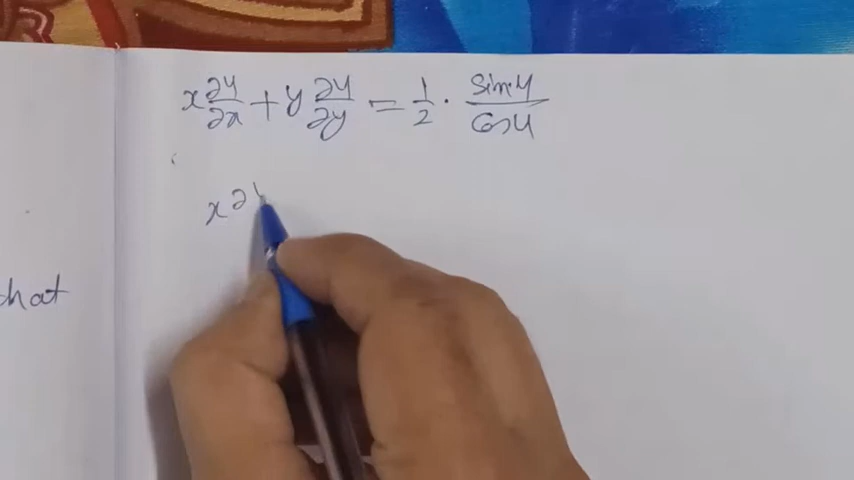 x ∂u/∂x + y ∂u/∂y = 1/2 · sin u/cos u
x ∂u
hat